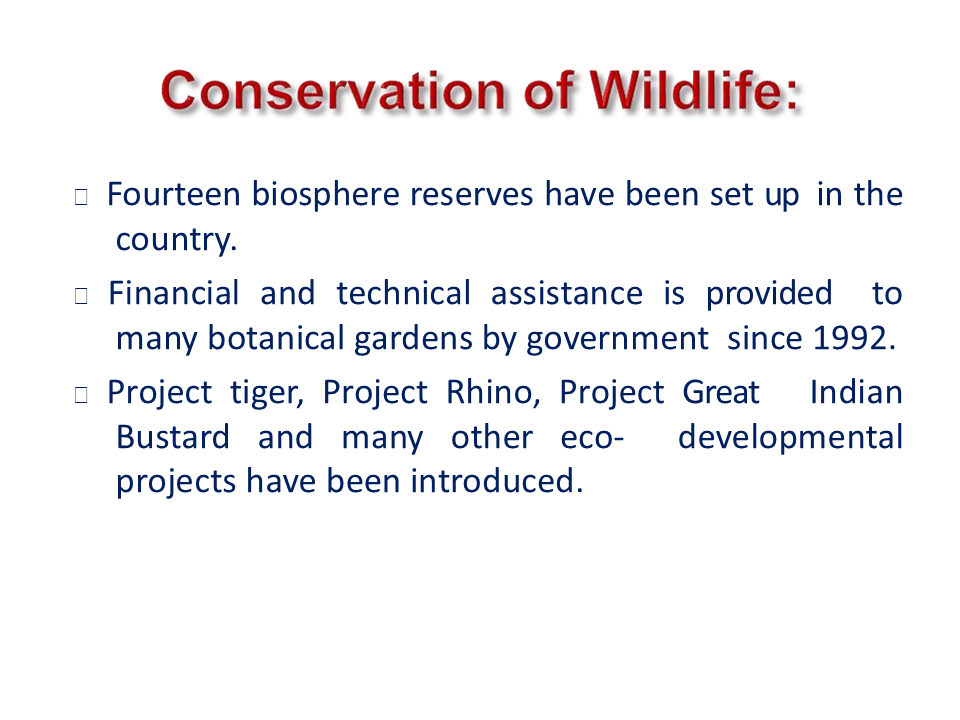 Conservation of Wildlife:
Fourteen biosphere reserves have been set up in the
country.
Financial and technical assistance is provided to
many botanical gardens by government since 1992.
Project tiger, Project Rhino, Project Great Indian
Bustard and many other eco- developmental
projects have been introduced.